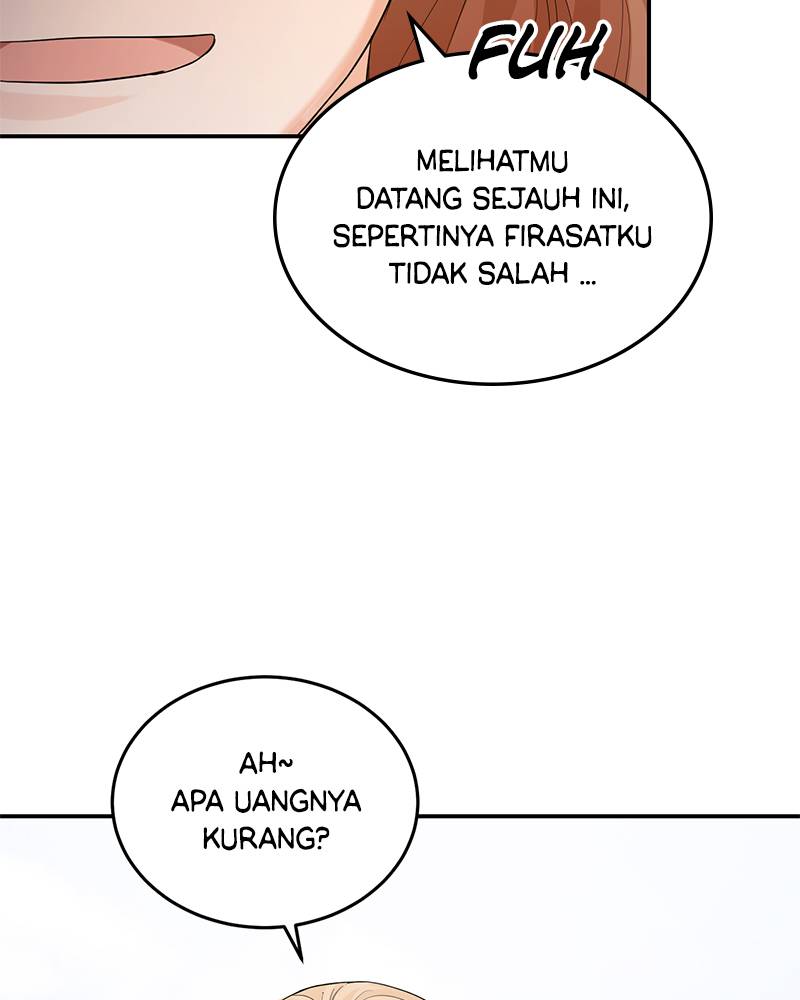 FUH
MELIHATMU
DATANG SEJAUH INI,
SEPERTINYA FIRASATKU
TIDAK SALAH ...
AH~
APA UANGNYA
KURANG?